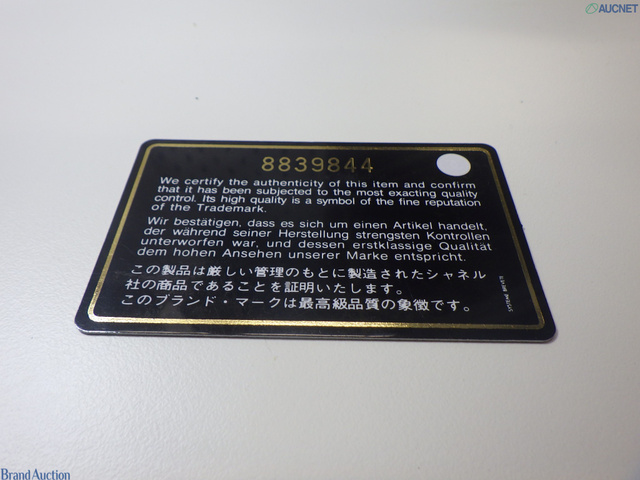 AUCNET
8839844
We certify the authenticity of this item and confirm
that it has been subjected to the most exacting quality
control. Its high quality is a symbol of the fine reputation
of the Trademark.
Wir bestätigen, dass es sich um einen Artikel handelt,
der während seiner Herstellung strengsten Kontrollen
unterworfen war, und dessen erstklassige Qualität
dem hohen Ansehen unserer Marke entspricht.
この製品は厳しい管理のもとに製造されたシャネル
社の商品であることを証明いたします。
このブランド・マークは最高級品質の象徴です。
Brand Auction